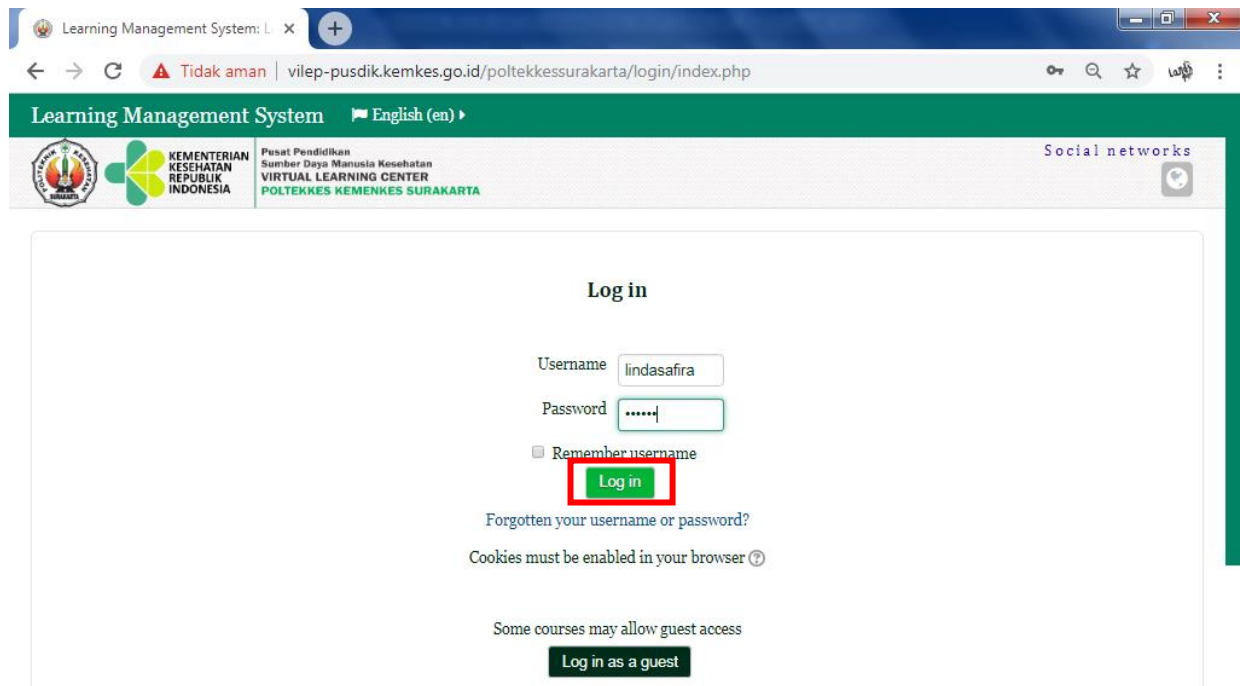 Learning Management System: L
Tidak aman | vilep-pusdik.kemkes.go.id/poltekkessurakarta/login/index.php
Learning Management System English (en)
KEMENTERIAN
KESEHATAN
REPUBLIK
INDONESIA
Pusat Pendidikan
Sumber Daya Manusia Kesehatan
VIRTUAL LEARNING CENTER
POLTEKKES KEMENKES SURAKARTA
Social networks
Log in
Username lindasafira
Password ••••••
Remember username
Log in
Forgotten your username or password?
Cookies must be enabled in your browser
Some courses may allow guest access
Log in as a guest